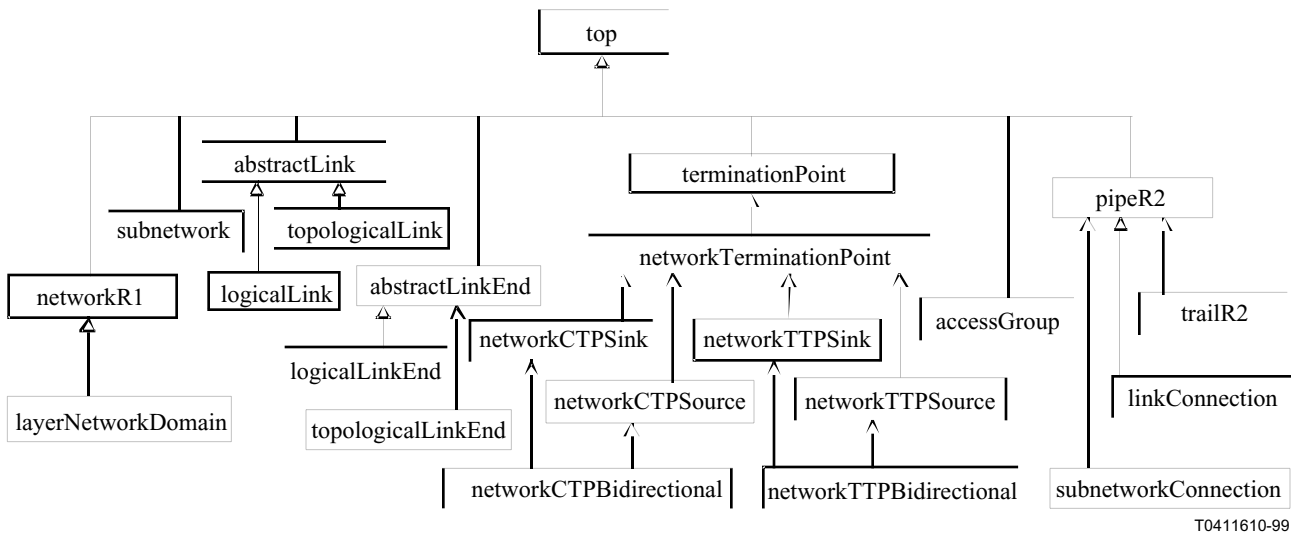 top
abstractLink
terminationPoint
pipeR2
subnetwork
topologicalLink
networkTerminationPoint
networkR1
logicalLink
abstractLinkEnd
accessGroup
trailR2
networkCTPSink
networkTTPSink
logicalLinkEnd
networkCTPSource
networkTTPSource
linkConnection
layerNetworkDomain
topologicalLinkEnd
networkCTPBidirectional
networkTTPBidirectional
subnetworkConnection
T0411610-99